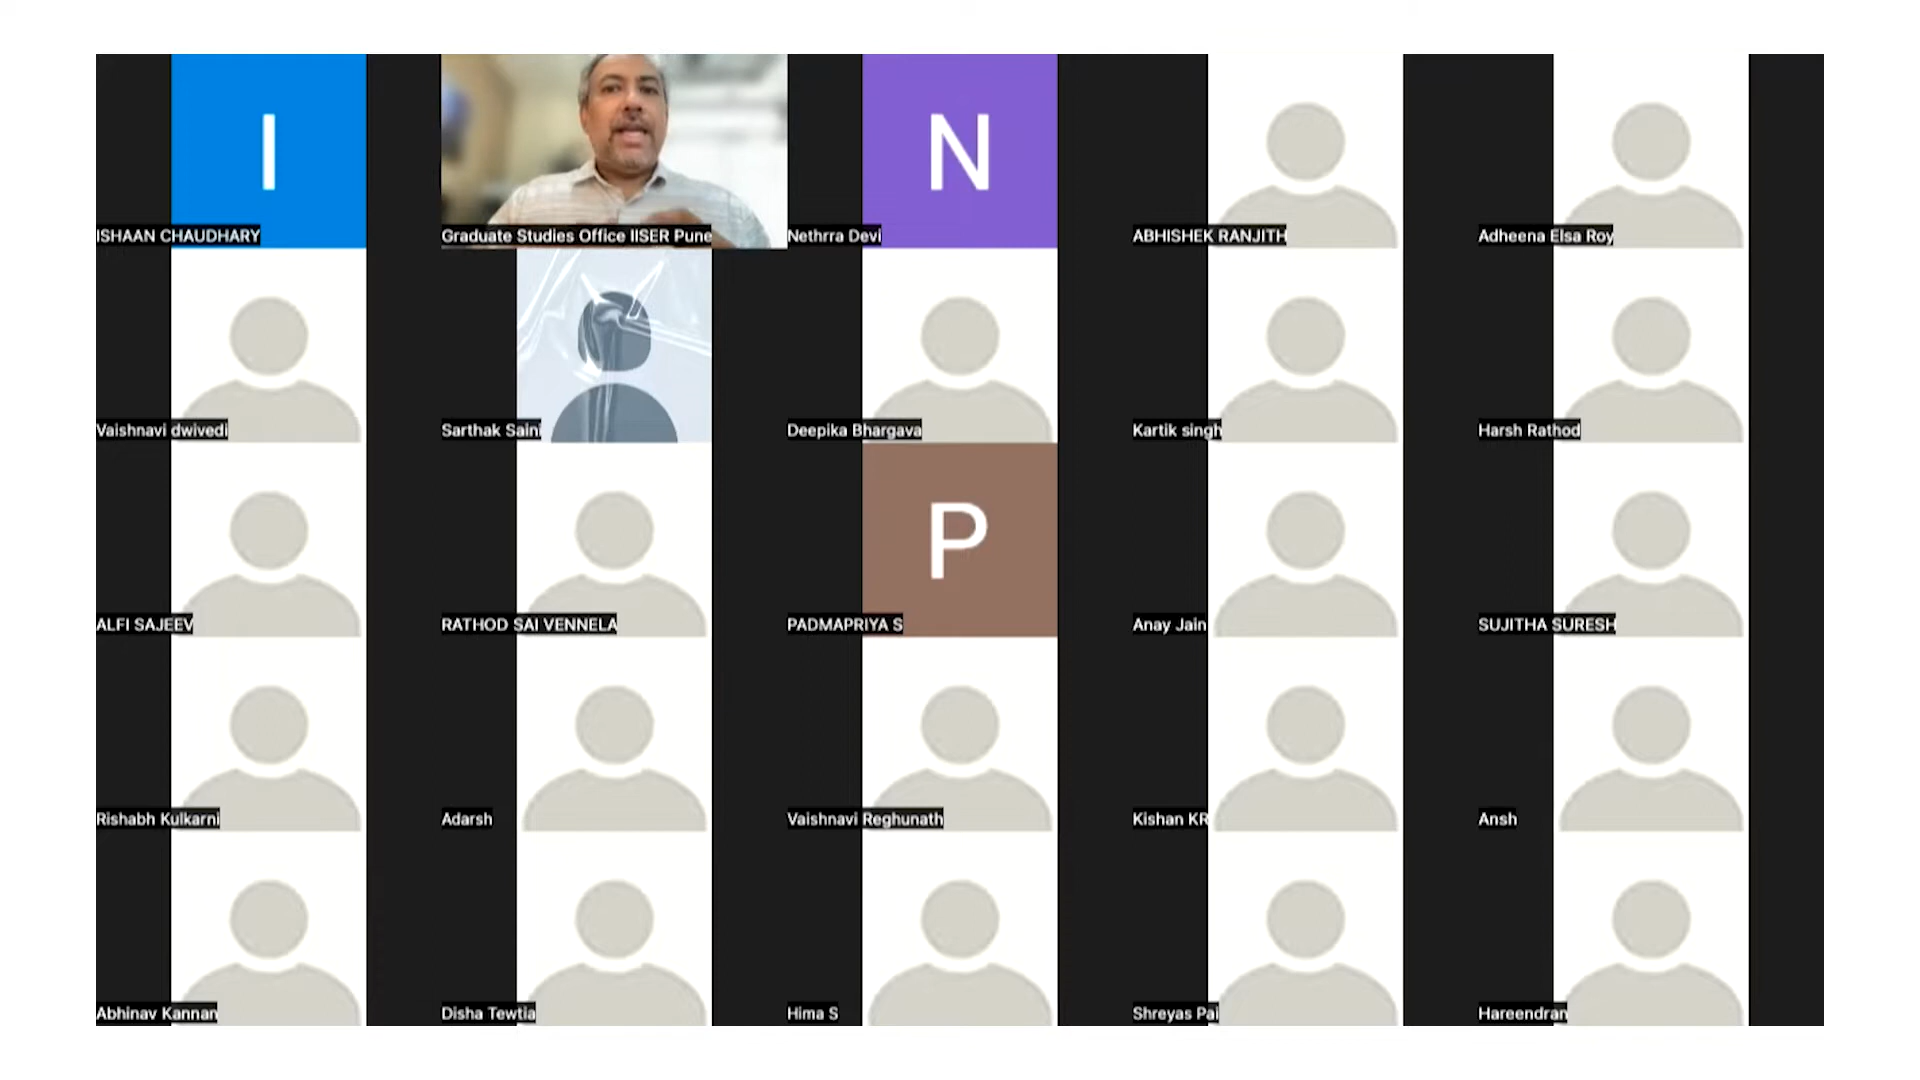 I
N
ISHAAN CHAUDHARY
Graduate Studies Office IISER Pune
Nethrra Devi
ABHISHEK RANJITH
Adheena Elsa Roy
Vaishnavi dwivedi
Sarthak Saini
Deepika Bhargava
Kartik singh
Harsh Rathod
P
ALFI SAJEEV
RATHOD SAI VENNELA
PADMAPRIYA S
Anay Jain
SUJITHA SURESH
Rishabh Kulkarni
Adarsh
Vaishnavi Reghunath
Kishan KR
Ansh
Abhinav Kannan
Disha Tewtia
Hima S
Shreyas Pai
Hareendran